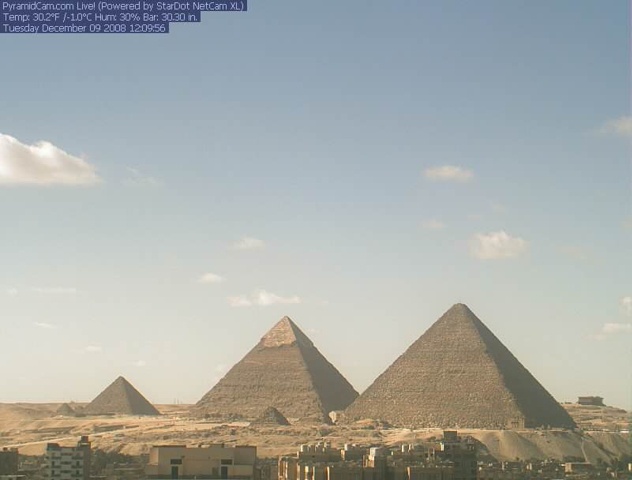 PyramidCam.com Live! (Powered by StarDot NetCam XL)
Temp: 30.2°F /-1.0°C Hum: 30% Bar: 30.30 in.
Tuesday December 09 2008 12:09:56